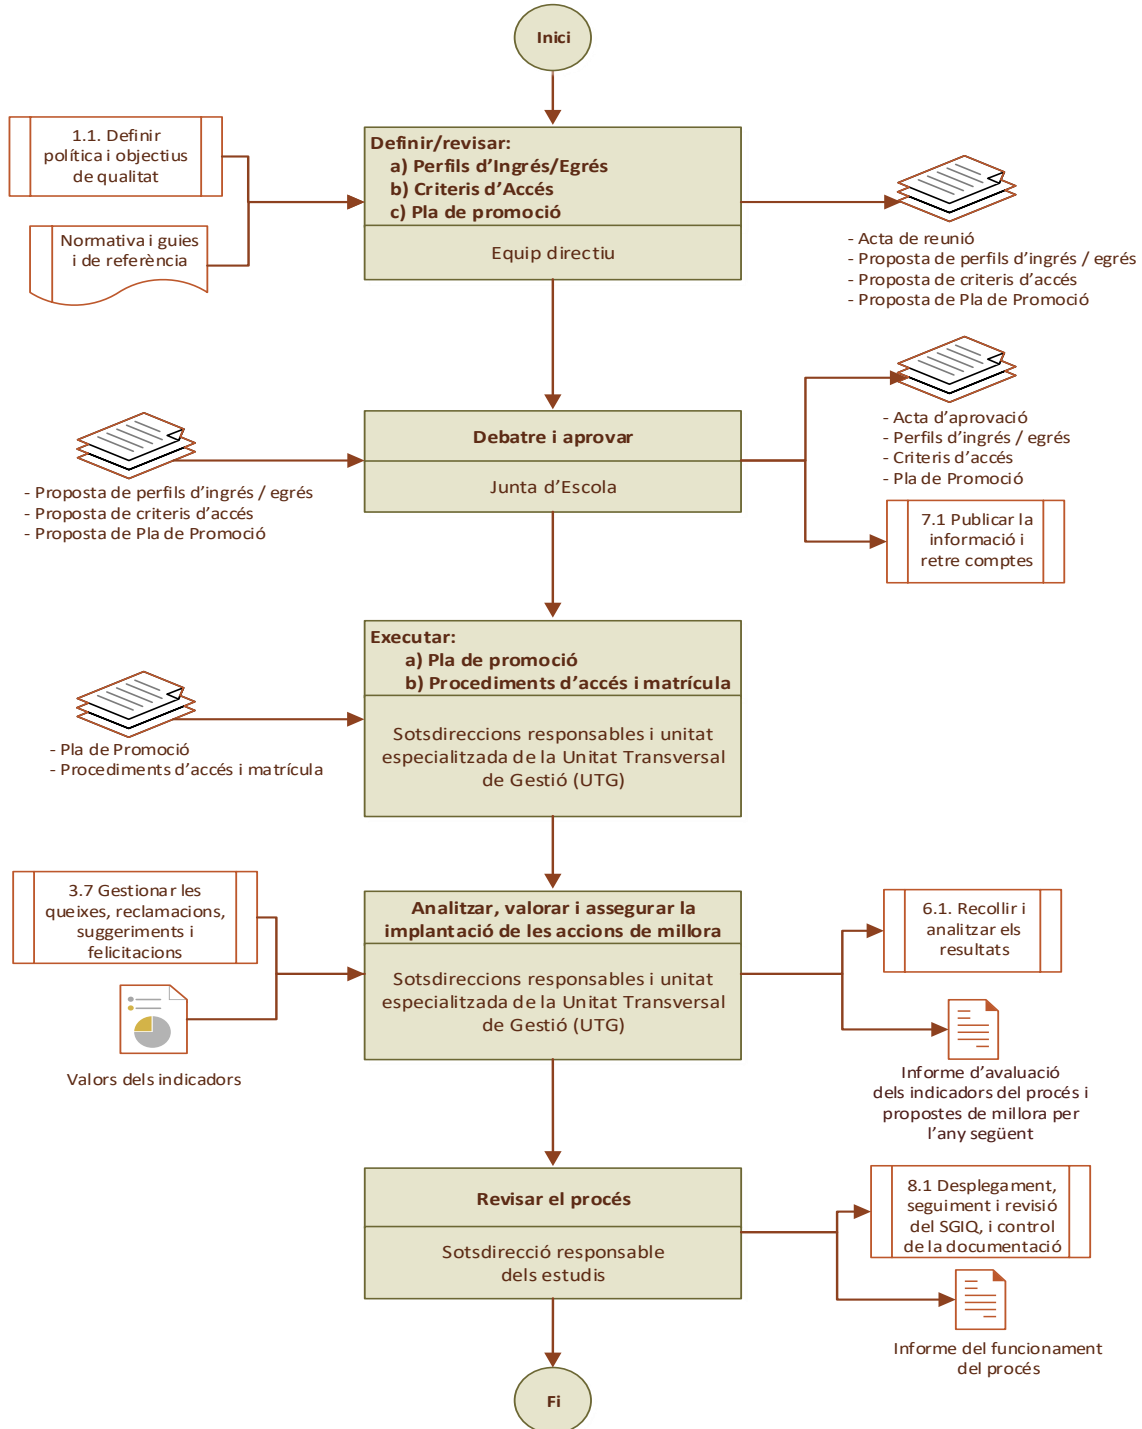 Inici
1.1. Definir
política i objectius
de qualitat
Normativa i guies
i de referència
Definir/revisar:
a) Perfils d'Ingrés/Egrés
b) Criteris d'Accés
c) Pla de promoció
Equip directiu
- Acta de reunió
- Proposta de perfils d'ingrés / egrés
- Proposta de criteris d'accés
- Proposta de Pla de Promoció
- Proposta de perfils d'ingrés / egrés
- Proposta de criteris d'accés
- Proposta de Pla de Promoció
Debatre i aprovar
Junta d'Escola
- Acta d'aprovació
- Perfils d'ingrés / egrés
- Criteris d'accés
- Pla de Promoció
7.1 Publicar la
informació i
retre comptes
- Pla de Promoció
- Procediments d'accés i matrícula
Executar:
a) Pla de promoció
b) Procediments d'accés i matrícula
Sotsdireccions responsables i unitat
especialitzada de la Unitat Transversal
de Gestió (UTG)
3.7 Gestionar les
queixes, reclamacions,
suggeriments i
felicitacions
Valors dels indicadors
Analitzar, valorar i assegurar la
implantació de les accions de millora
Sotsdireccions responsables i unitat
especialitzada de la Unitat Transversal
de Gestió (UTG)
6.1. Recollir i
analitzar els
resultats
Informe d'avaluació
dels indicadors del procés i
propostes de millora per
l'any següent
Revisar el procés
Sotsdirecció responsable
dels estudis
8.1 Desplegament,
seguiment i revisió
del SGIQ, i control
de la documentació
Informe del funcionament
del procés
Fi